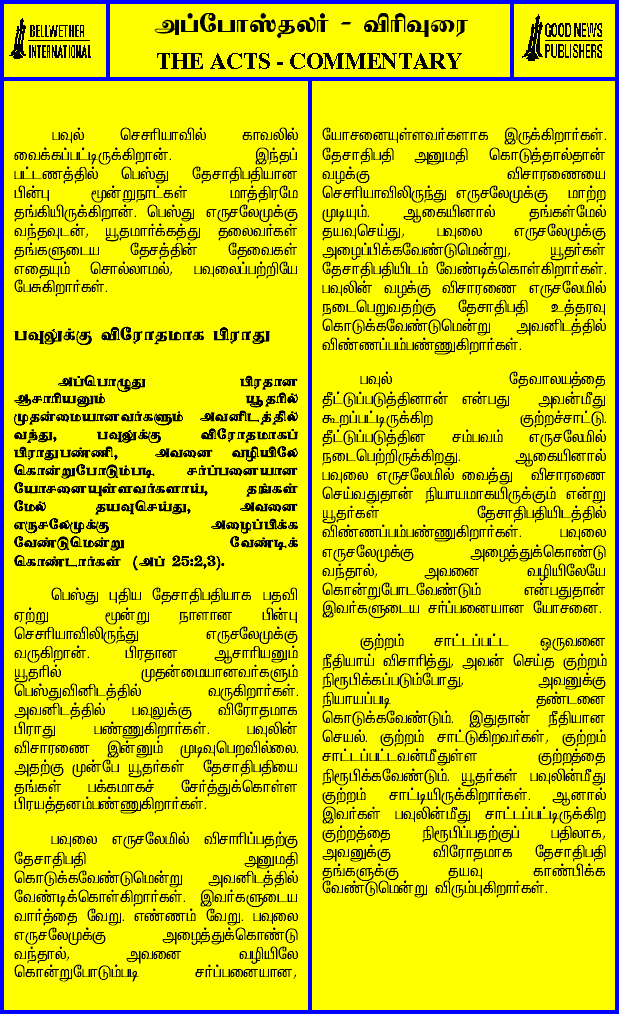 BELLWETHER
INTERNATIONAL
அப்போஸ்தலர் - விரிவுரை
THE ACTS - COMMENTARY
GOOD NEWS
PUBLISHERS
பவுல் செசரியாவில் காவலில்
வைக்கப்பட்டிருக்கிறான். இந்தப்
பட்டணத்தில் பெஸ்து தேசாதிபதியான
பின்பு மூன்றுநாட்கள் மாத்திரமே
தங்கியிருக்கிறான். பெஸ்து எருசலேமுக்கு
வந்தவுடன், யூதமார்க்கத்து தலைவர்கள்
தங்களுடைய தேசத்தின் தேவைகள்
எதையும் சொல்லாமல், பவுலைப்பற்றியே
பேசுகிறார்கள்.
பவுலுக்கு விரோதமாக பிராது
அப்பொழுது பிரதான
ஆசாரியனும் யூதரில்
முதன்மையானவர்களும் அவனிடத்தில்
வந்து, பவுலுக்கு விரோதமாகப்
பிராதுபண்ணி, அவனை வழியிலே
கொன்றுபோடும்படி சர்ப்பனையான
யோசனையுள்ளவர்களாய், தங்கள்
மேல் தயவுசெய்து, அவனை
எருசலேமுக்கு அழைப்பிக்க
வேண்டுமென்று வேண்டிக்
கொண்டார்கள் (அப் 25:2,3).
பெஸ்து புதிய தேசாதிபதியாக பதவி
ஏற்று மூன்று நாளான பின்பு
செசரியாவிலிருந்து எருசலேமுக்கு
வருகிறான். பிரதான ஆசாரியனும்
யூதரில் முதன்மையானவர்களும்
பெஸ்துவினிடத்தில் வருகிறார்கள்.
அவனிடத்தில் பவுலுக்கு விரோதமாக
பிராது பண்ணுகிறார்கள். பவுலின்
விசாரணை இன்னும் முடிவுபெறவில்லை.
அதற்கு முன்பே யூதர்கள் தேசாதிபதியை
தங்கள் பக்கமாகச் சேர்த்துக்கொள்ள
பிரயத்தனம்பண்ணுகிறார்கள்.
பவுலை எருசலேமில் விசாரிப்பதற்கு
தேசாதிபதி அனுமதி
கொடுக்கவேண்டுமென்று அவனிடத்தில்
வேண்டிக்கொள்கிறார்கள். இவர்களுடைய
வார்த்தை வேறு. எண்ணம் வேறு. பவுலை
எருசலேமுக்கு அழைத்துக்கொண்டு
வந்தால், அவனை வழியிலே
கொன்றுபோடும்படி சர்ப்பனையான,
யோசனையுள்ளவர்களாக இருக்கிறார்கள்.
தேசாதிபதி அனுமதி கொடுத்தால்தான்
வழக்கு விசாரணையை
செசரியாவிலிருந்து எருசலேமுக்கு மாற்ற
முடியும். ஆகையினால் தங்கள்மேல்
தயவுசெய்து, பவுலை எருசலேமுக்கு
அழைப்பிக்கவேண்டுமென்று, யூதர்கள்
தேசாதிபதியிடம் வேண்டிக்கொள்கிறார்கள்.
பவுலின் வழக்கு விசாரணை எருசலேமில்
நடைபெறுவதற்கு தேசாதிபதி உத்தரவு
கொடுக்கவேண்டுமென்று அவனிடத்தில்
விண்ணப்பம்பண்ணுகிறார்கள்.
பவுல் தேவாலயத்தை
தீட்டுப்படுத்தினான் என்பது அவன்மீது
கூறப்பட்டிருக்கிற குற்றச்சாட்டு.
தீட்டுப்படுத்தின சம்பவம் எருசலேமில்
நடைபெற்றிருக்கிறது. ஆகையினால்
பவுலை எருசலேமில் வைத்து விசாரணை
செய்வதுதான் நியாயமாகயிருக்கும் என்று
யூதர்கள் தேசாதிபதியிடத்தில்
விண்ணப்பம்பண்ணுகிறார்கள். பவுலை
எருசலேமுக்கு அழைத்துக்கொண்டு
வந்தால், அவனை வழியிலேயே
கொன்றுபோடவேண்டும் என்பதுதான்
இவர்களுடைய சர்ப்பனையான யோசனை.
குற்றம் சாட்டப்பட்ட ஒருவனை
நீதியாய் விசாரித்து, அவன் செய்த குற்றம்
நிரூபிக்கப்படும்போது, அவனுக்கு
நியாயப்படி தண்டனை
கொடுக்கவேண்டும். இதுதான் நீதியான
செயல். குற்றம் சாட்டுகிறவர்கள், குற்றம்
சாட்டப்பட்டவன்மீதுள்ள குற்றத்தை
நிரூபிக்கவேண்டும். யூதர்கள் பவுலின்மீது
குற்றம் சாட்டியிருக்கிறார்கள். ஆனால்
இவர்கள் பவுலின்மீது சாட்டப்பட்டிருக்கிற
குற்றத்தை நிரூபிப்பதற்குப் பதிலாக,
அவனுக்கு விரோதமாக தேசாதிபதி
தங்களுக்கு தயவு காண்பிக்க
வேண்டுமென்று விரும்புகிறார்கள்.